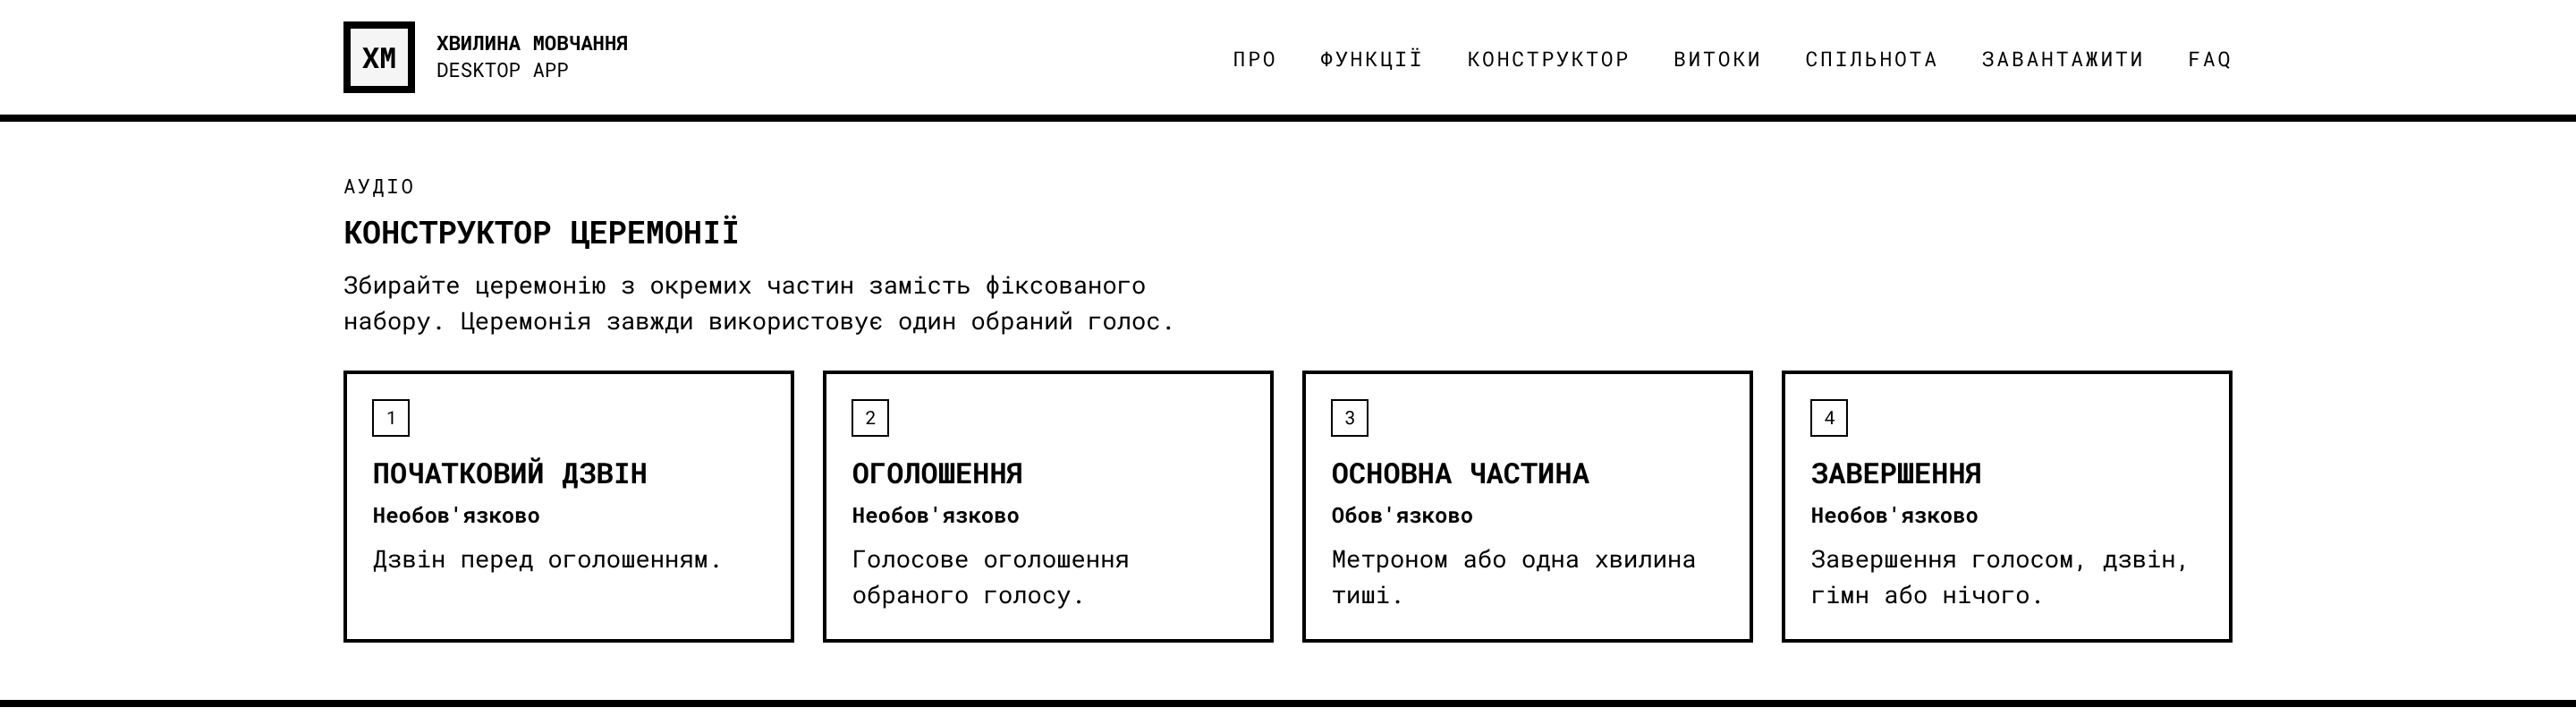 ХМ
ХВИЛИНА МОВЧАННЯ
DESKTOP APP
ПРО ФУНКЦІЇ КОНСТРУКТОР ВИТОКИ СПІЛЬНОТА ЗАВАНТАЖИТИ FAQ
АУДІО
КОНСТРУКТОР ЦЕРЕМОНІЇ
Збирайте церемонію з окремих частин замість фіксованого
набору. Церемонія завжди використовує один обраний голос.
1
ПОЧАТКОВИЙ ДЗВІН
Необов'язково
Дзвін перед оголошенням.
2
ОГОЛОШЕННЯ
Необов'язково
Голосове оголошення
обраного голосу.
3
ОСНОВНА ЧАСТИНА
Обов'язково
Метроном або одна хвилина
тиші.
4
ЗАВЕРШЕННЯ
Необов'язково
Завершення голосом, дзвін,
гімн або нічого.